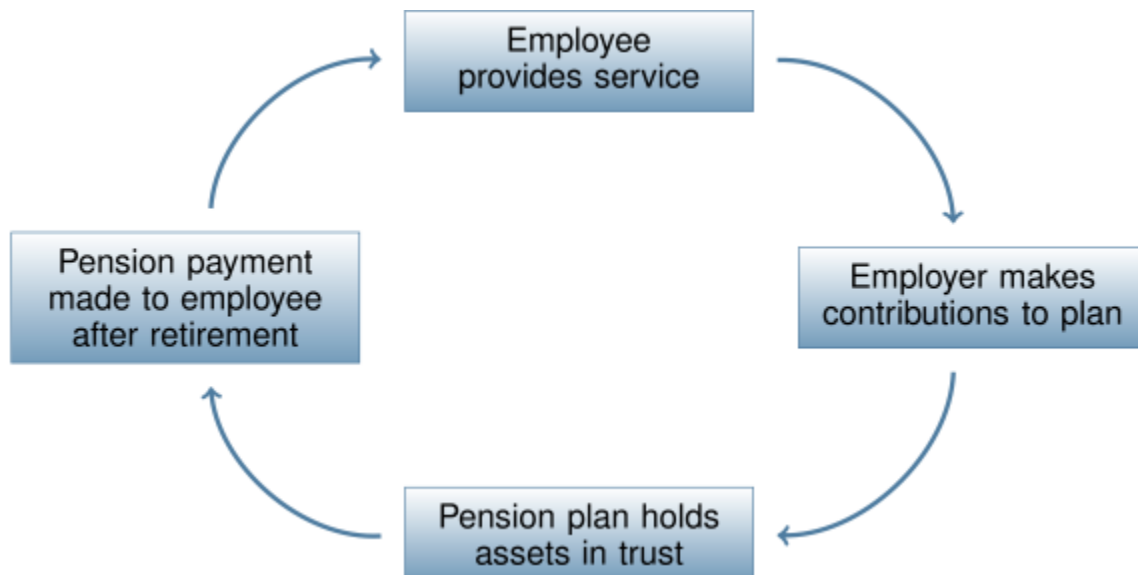 Employee
provides service
Employer makes
contributions to plan
Pension plan holds
assets in trust
Pension payment
made to employee
after retirement